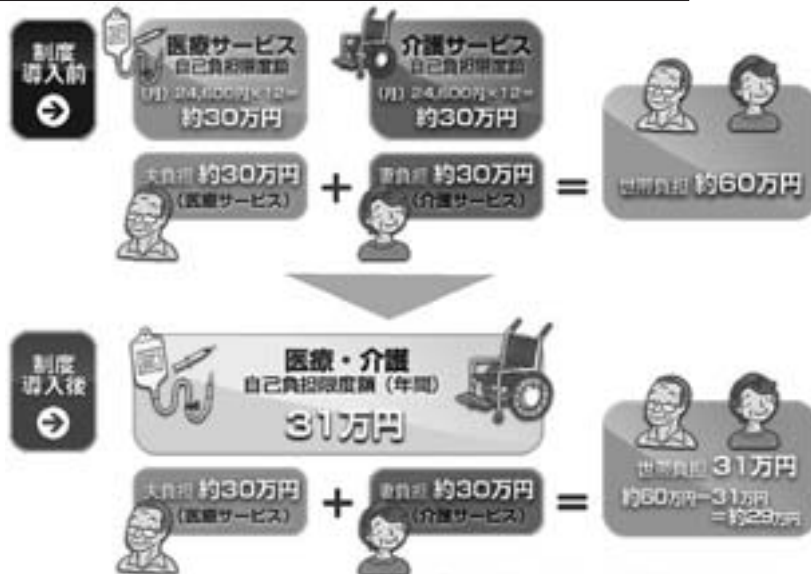 制度
導入前
医療サービス
自己負担限度額
(月) 24,600円×12=
約30万円
介護サービス
自己負担限度額
(月) 24,600円×12=
約30万円
夫負担 約30万円
(医療サービス)
+
妻負担 約30万円
(介護サービス)
=
世帯負担 約60万円
制度
導入後
医療・介護
自己負担限度額(年間)
31万円
夫負担 約30万円
(医療サービス)
+
妻負担 約30万円
(介護サービス)
=
世帯負担 31万円
約60万円-31万円
=約29万円